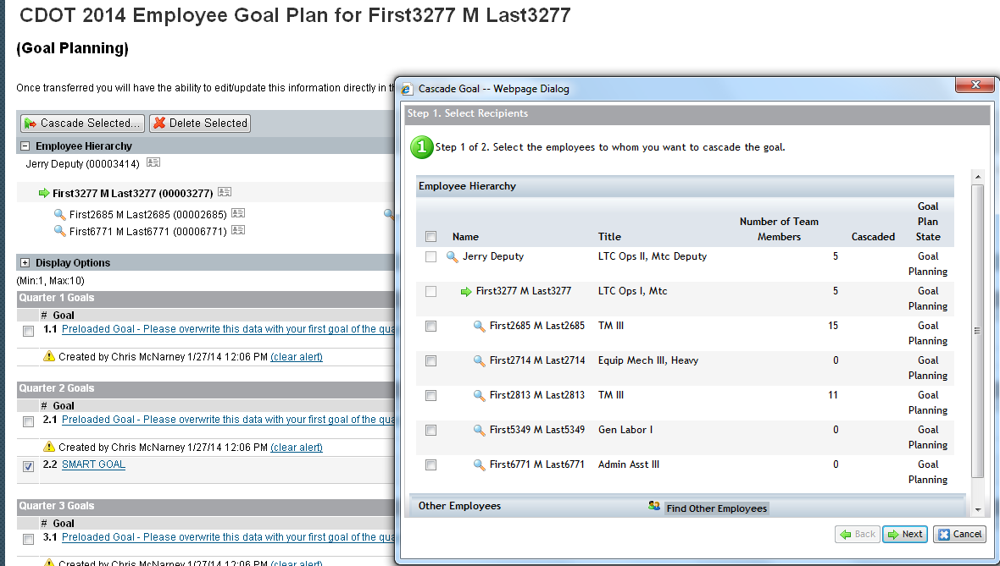 CDOT 2014 Employee Goal Plan for First3277 M Last3277
(Goal Planning)
Once transferred you will have the ability to edit/update this information directly in
Cascade Selected... Delete Selected
Employee Hierarchy
Jerry Deputy (00003414)
First3277 M Last3277 (00003277)
First2685 M Last2685 (00002685)
First6771 M Last6771 (00006771)
Display Options
(Min:1, Max:10)
Quarter 1 Goals
# Goal
1.1 Preloaded Goal - Please overwrite this data with your first goal of the
Created by Chris McNarney 1/27/14 12:06 PM (clear alert)
Quarter 2 Goals
# Goal
2.1 Preloaded Goal - Please overwrite this data with your first goal of the
Created by Chris McNarney 1/27/14 12:06 PM (clear alert)
2.2 SMART GOAL
Quarter 3 Goals
# Goal
3.1 Preloaded Goal - Please overwrite this data with your first goal of the
Created by Chris McNarney 1/27/14 12:06 PM (clear alert)
Cascade Goal -- Webpage Dialog
Step 1. Select Recipients
1 Step 1 of 2. Select the employees to whom you want to cascade the goal.
Employee Hierarchy
Name Title Number of Team Members Cascaded Goal Plan State
Jerry Deputy LTC Ops II, Mtc Deputy 5 Goal Planning
First3277 M Last3277 LTC Ops I, Mtc 5 Goal Planning
First2685 M Last2685 TM III 15 Goal Planning
First2714 M Last2714 Equip Mech III, Heavy 0 Goal Planning
First2813 M Last2813 TM III 11 Goal Planning
First5349 M Last5349 Gen Labor I 0 Goal Planning
First6771 M Last6771 Admin Asst III 0 Goal Planning
Other Employees Find Other Employees
Back Next Cancel